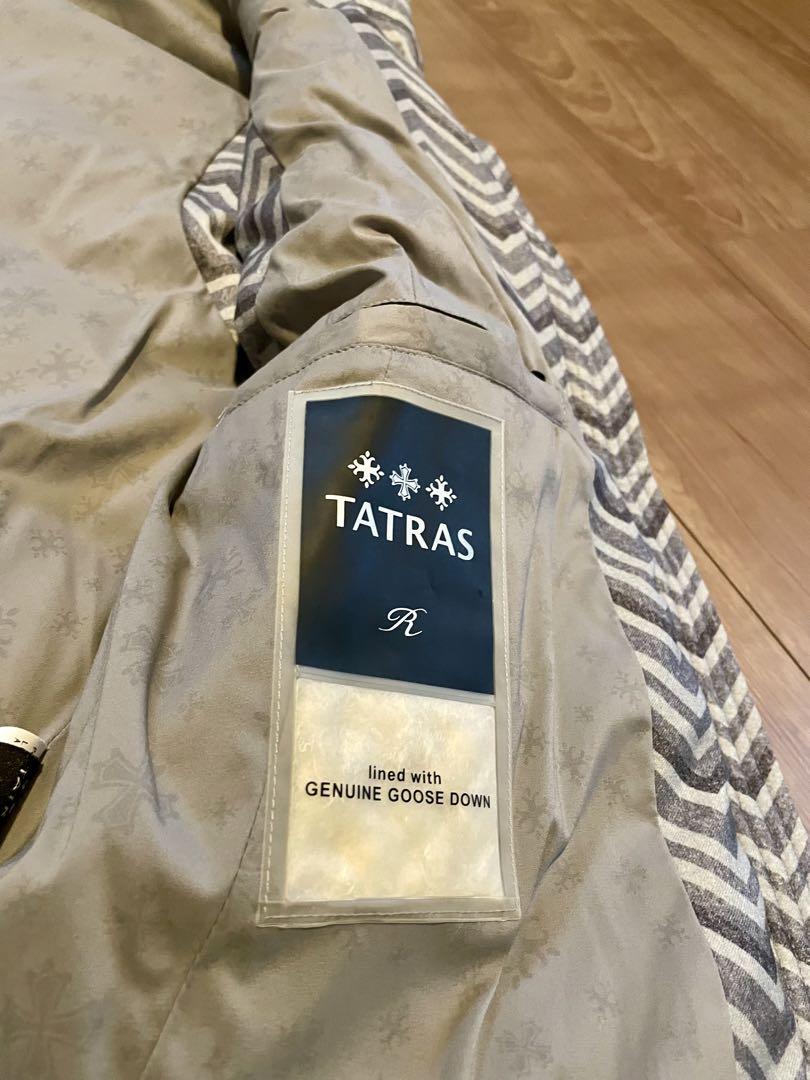 TATRAS
R
lined with
GENUINE GOOSE DOWN